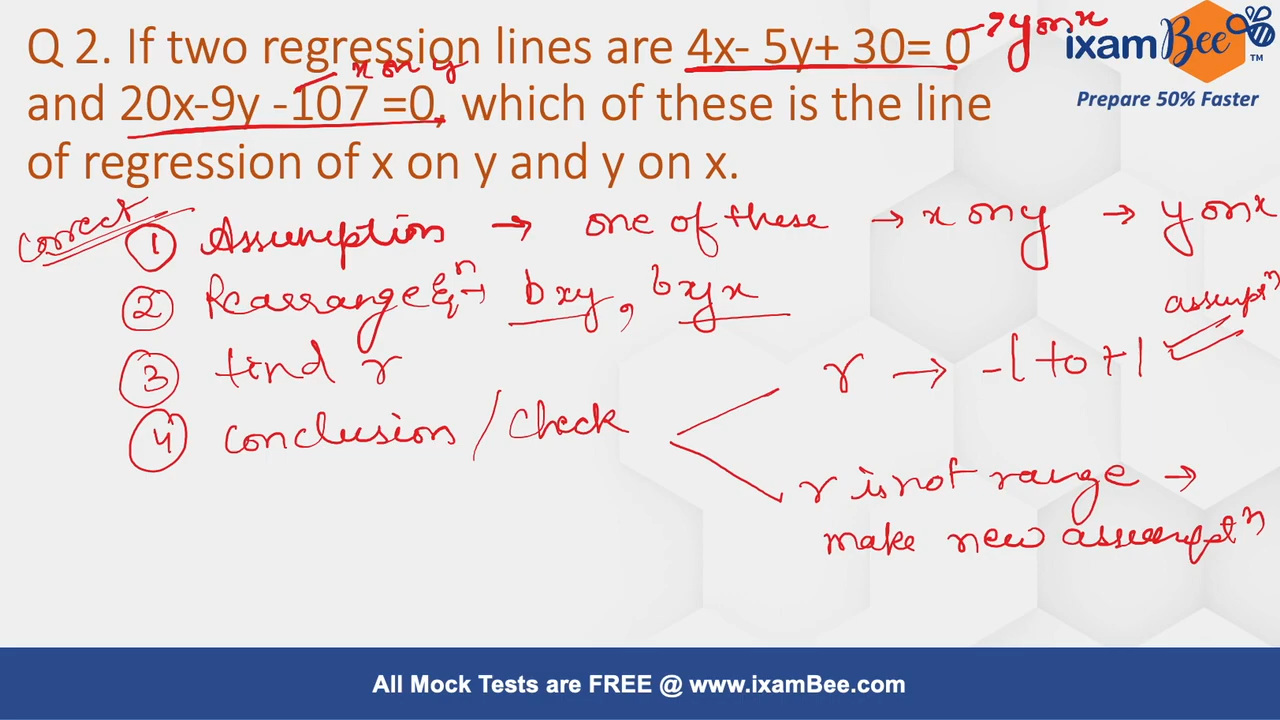 Q 2. If two regression lines are 4x- 5y+ 30= 0 → y on x
x on y
and 20x-9y -107 =0, which of these is the line
of regression of x on y and y on x.
ixamBee™
Prepare 50% Faster
Correct
① Assumption → one of these → x on y → y on x
② Rearrange Eqn → bxy, byx
assumptn
③ find r
r → -1 to +1
④ Conclusion / Check
r is not range →
make new assumptn
All Mock Tests are FREE @ www.ixamBee.com